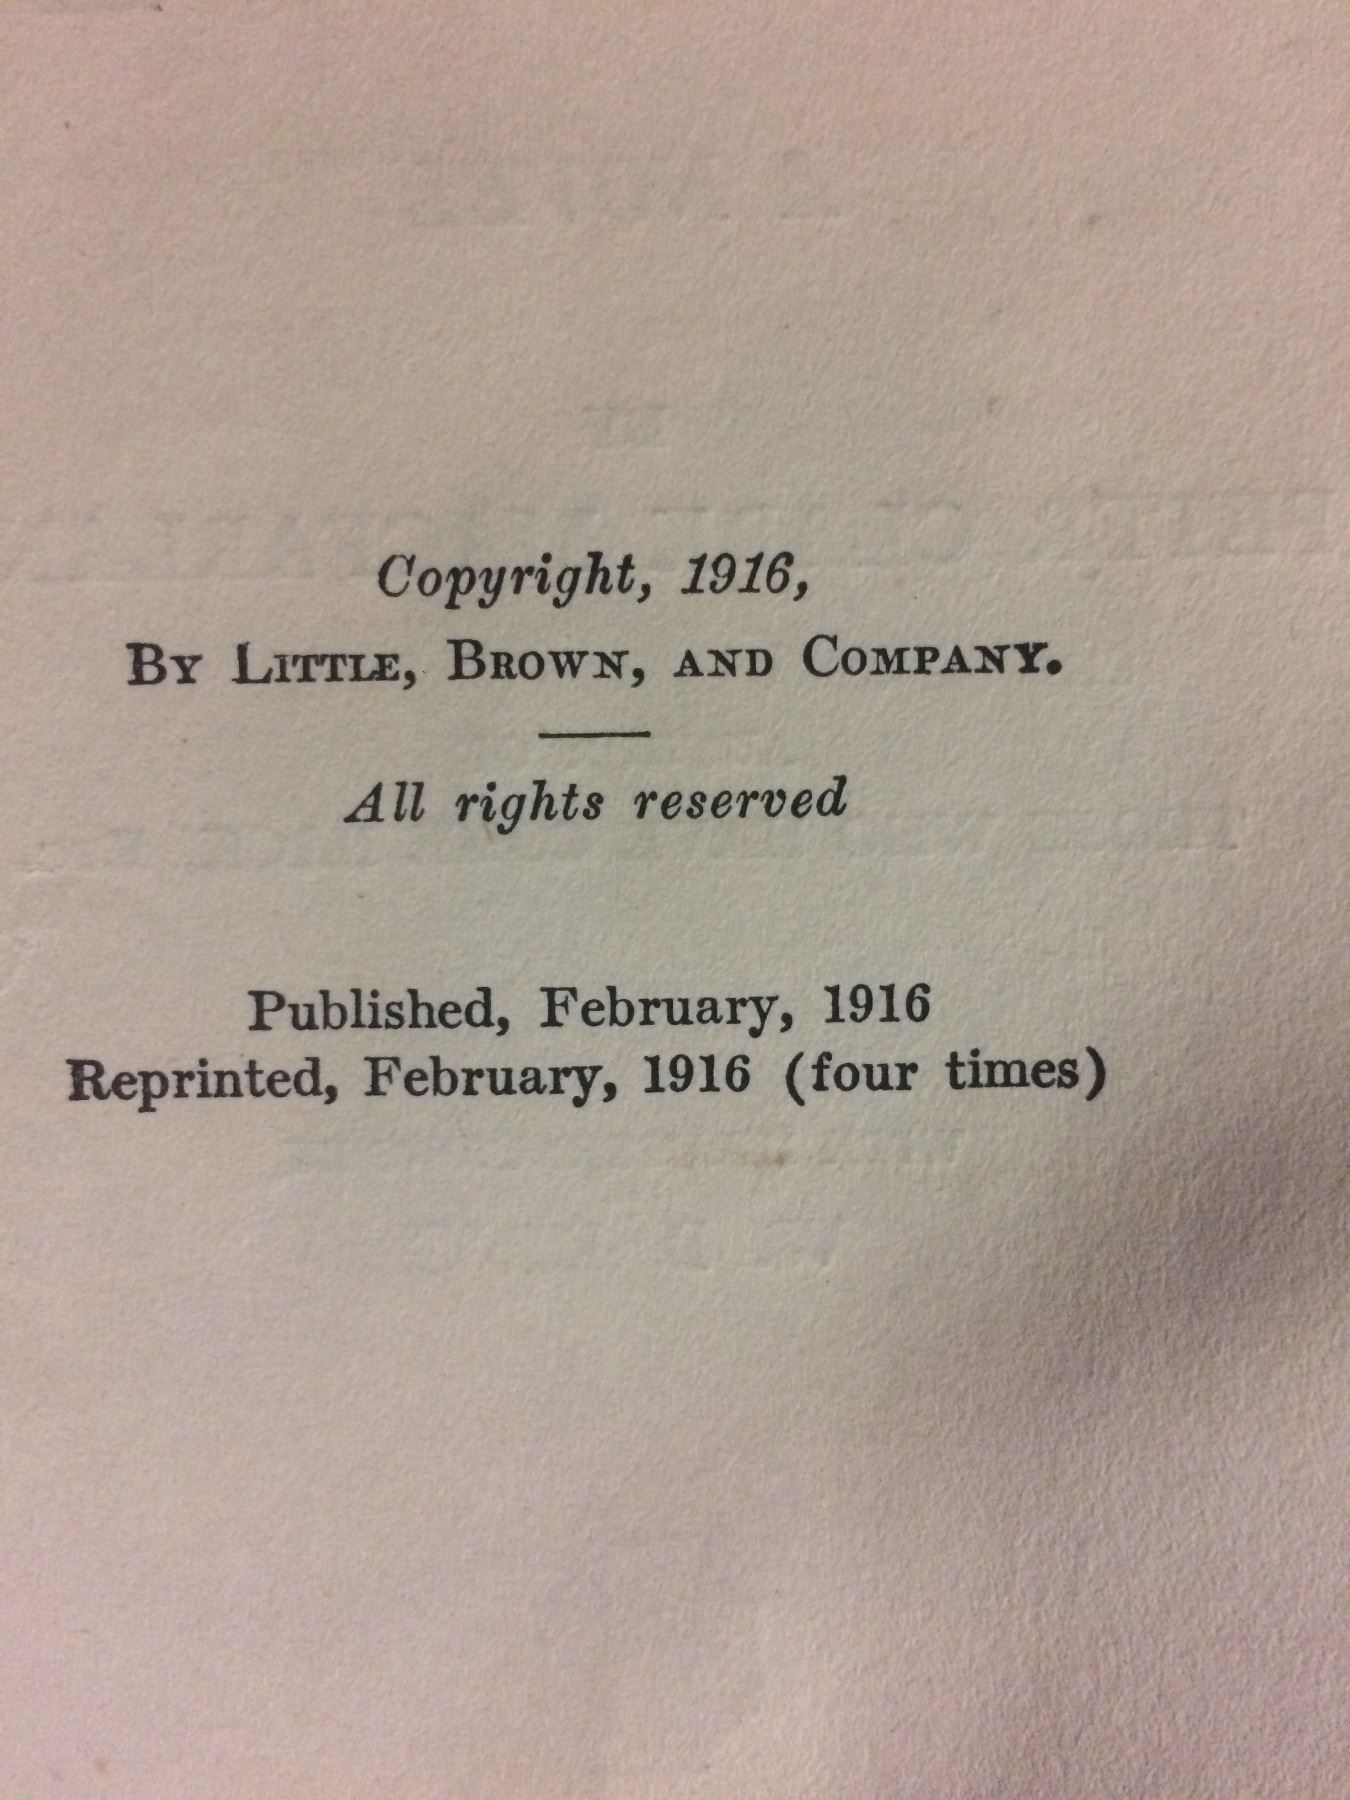 Copyright, 1916,
BY LITTLE, BROWN, AND COMPANY.
All rights reserved
Published, February, 1916
Reprinted, February, 1916 (four times)